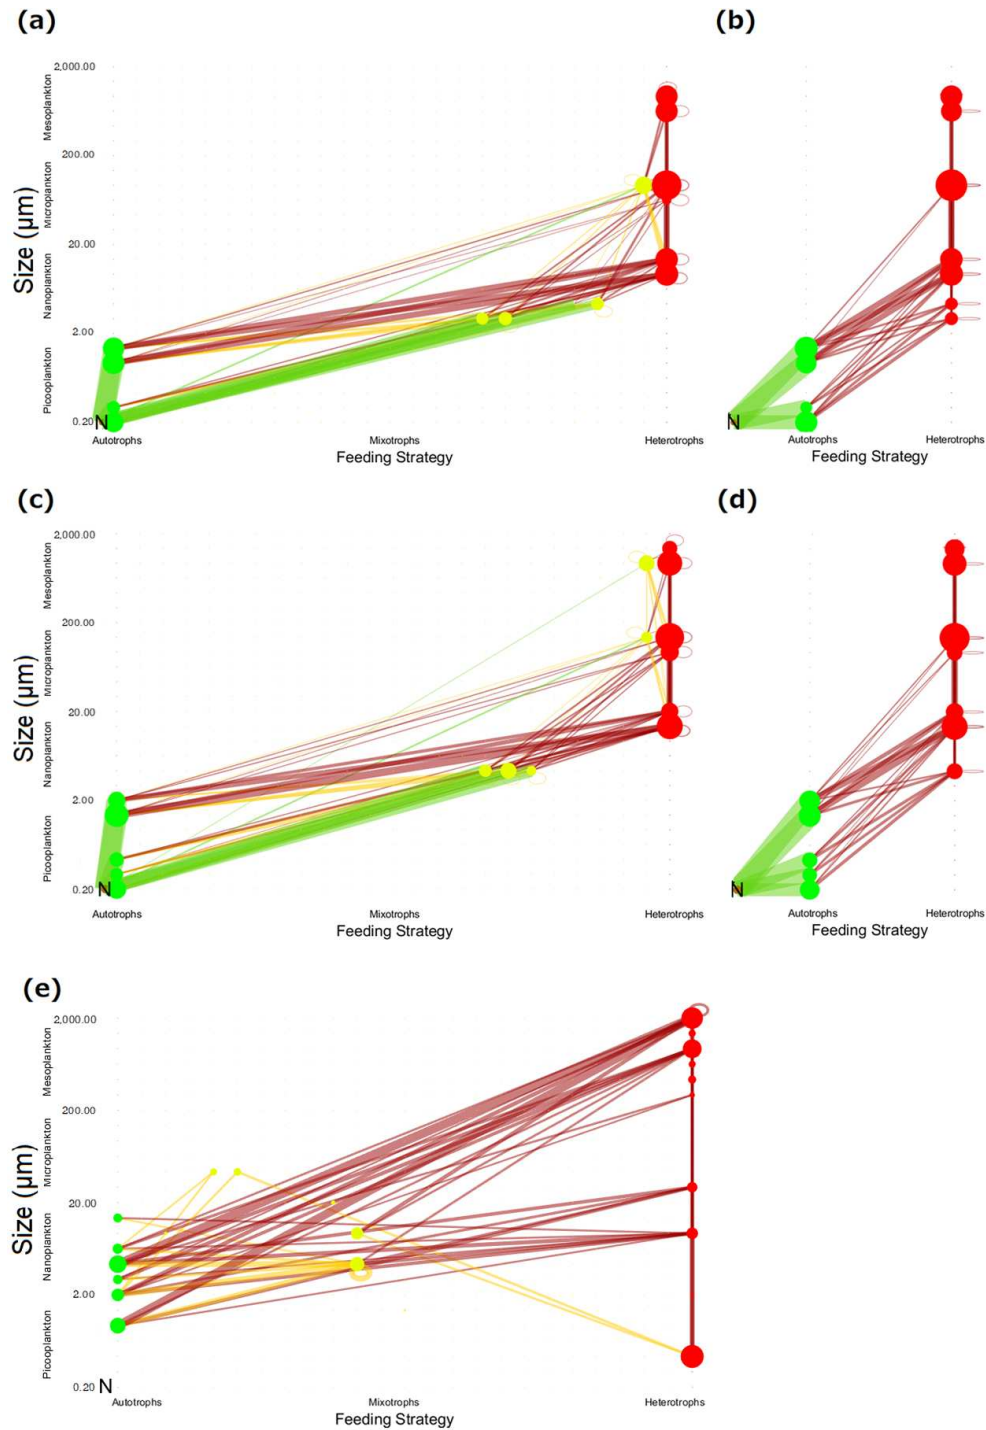 (a)
(b)
2,000.00
200.00
20.00
2.00
0.20
Mesoplankton
Microplankton
Nanoplankton
Picooplankton
Size (μm)
N
Autotrophs
Mixotrophs
Heterotrophs
Feeding Strategy
N
Autotrophs
Heterotrophs
Feeding Strategy
(c)
(d)
2,000.00
200.00
20.00
2.00
0.20
Mesoplankton
Microplankton
Nanoplankton
Picooplankton
Size (μm)
N
Autotrophs
Mixotrophs
Heterotrophs
Feeding Strategy
N
Autotrophs
Heterotrophs
Feeding Strategy
(e)
2,000.00
200.00
20.00
2.00
0.20
Mesoplankton
Microplankton
Nanoplankton
Picooplankton
Size (μm)
N
Autotrophs
Mixotrophs
Heterotrophs
Feeding Strategy